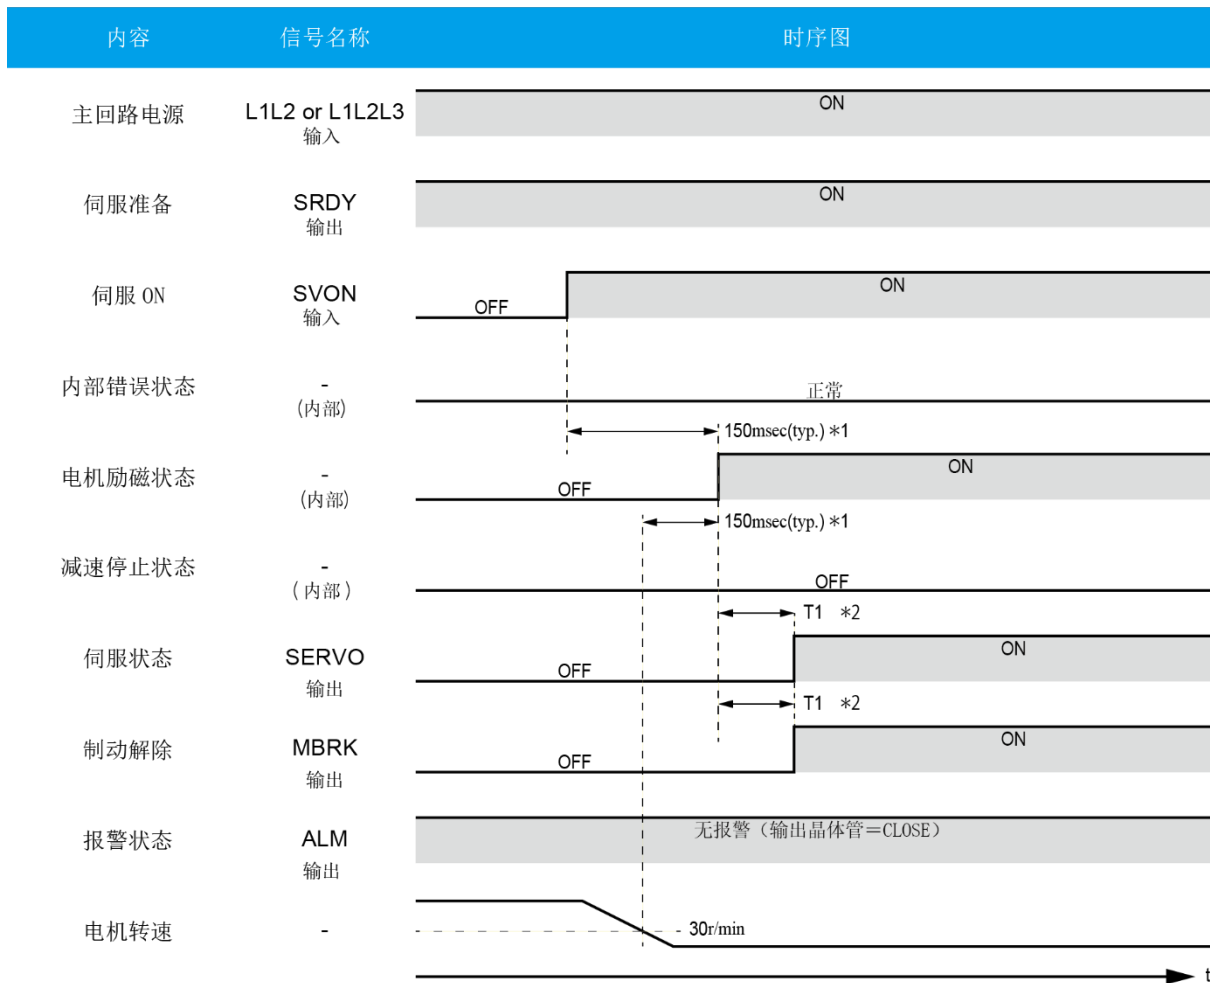 内容 信号名称 时序图
主回路电源 L1L2 or L1L2L3 ON
输入
伺服准备 SRDY ON
输出
伺服 ON SVON OFF ON
输入
内部错误状态 - 正常
(内部)
150msec(typ.) *1
电机励磁状态 - OFF ON
(内部)
150msec(typ.) *1
减速停止状态 - OFF
(内部)
T1 *2
伺服状态 SERVO OFF ON
输出
T1 *2
制动解除 MBRK OFF ON
输出
报警状态 ALM 无报警（输出晶体管＝CLOSE）
输出
电机转速 - 30r/min
t